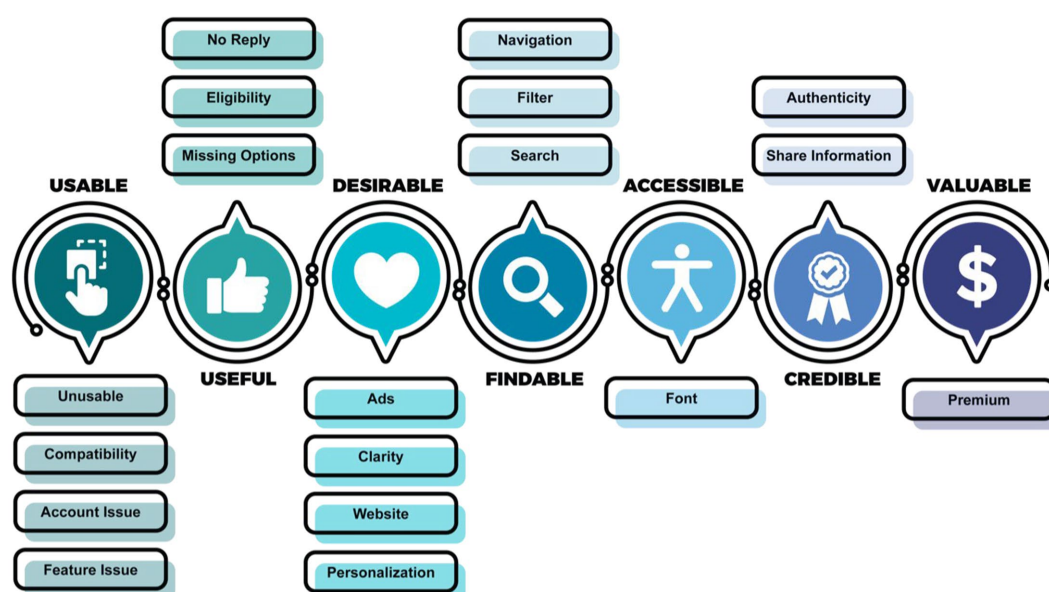 No Reply
Eligibility
Missing Options
Navigation
Filter
Search
Authenticity
Share Information
USABLE
DESIRABLE
ACCESSIBLE
VALUABLE
$
USEFUL
FINDABLE
CREDIBLE
Unusable
Compatibility
Account Issue
Feature Issue
Ads
Clarity
Website
Personalization
Font
Premium